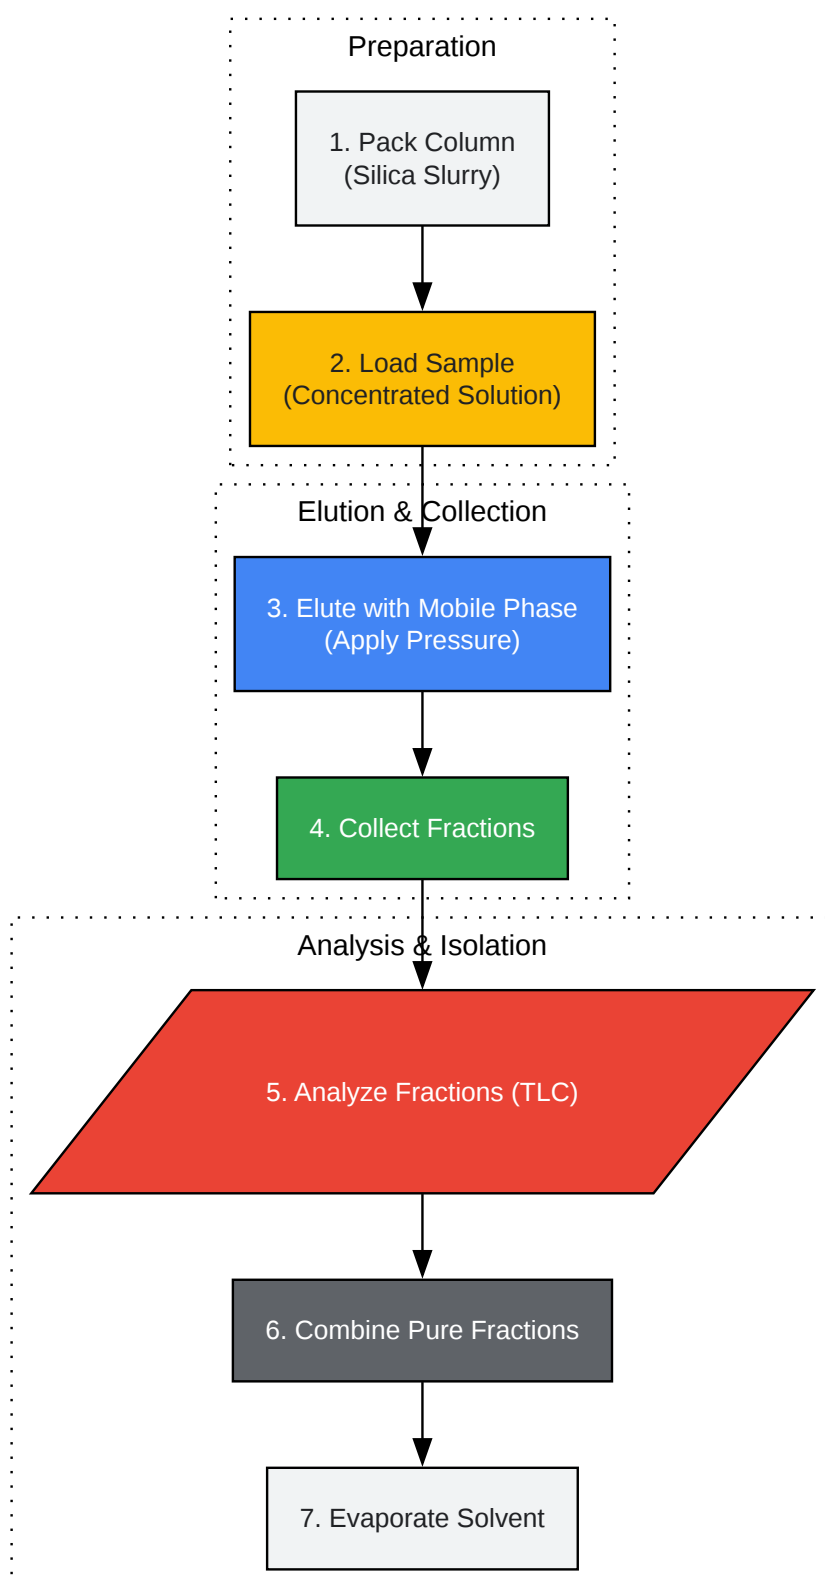 Preparation
1. Pack Column
(Silica Slurry)
2. Load Sample
(Concentrated Solution)
Elution & Collection
3. Elute with Mobile Phase
(Apply Pressure)
4. Collect Fractions
Analysis & Isolation
5. Analyze Fractions (TLC)
6. Combine Pure Fractions
7. Evaporate Solvent